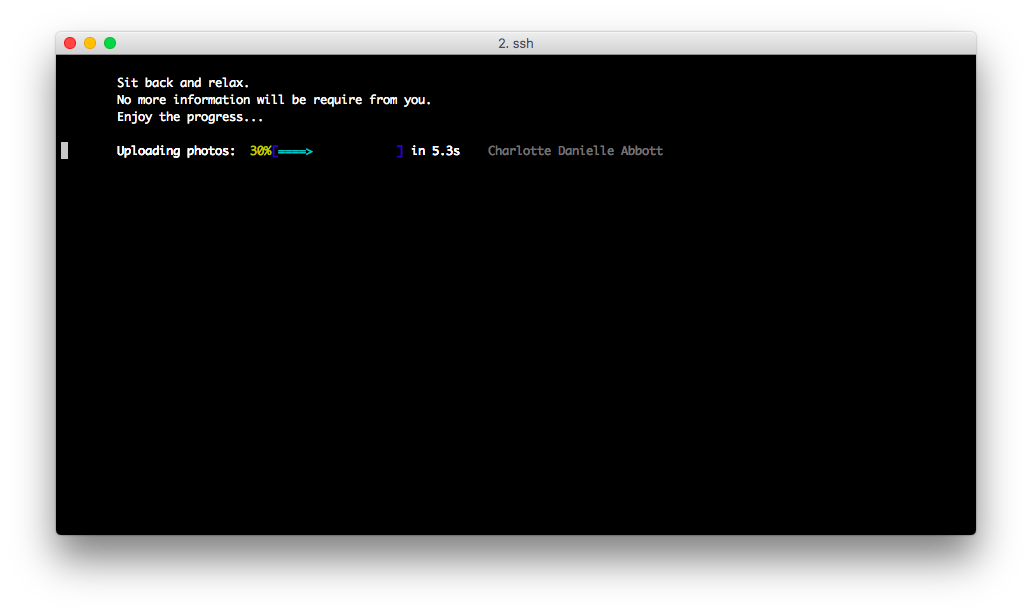 2. ssh
Sit back and relax.
No more information will be require from you.
Enjoy the progress...
Uploading photos: 30%[====> ] in 5.3s Charlotte Danielle Abbott